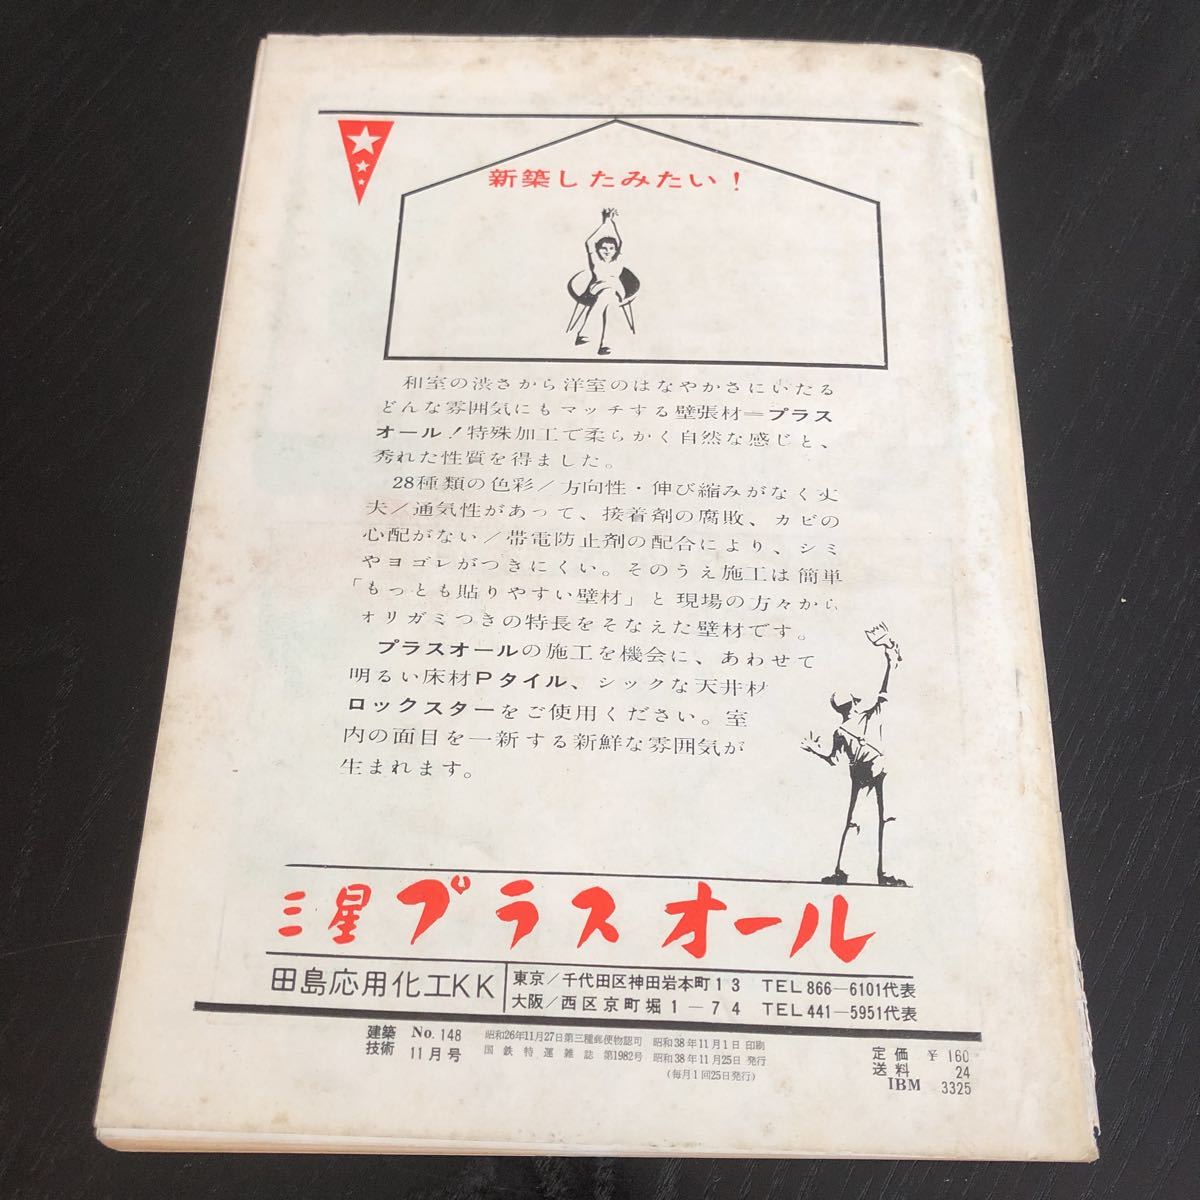 新築したみたい!
和室の渋さから洋室のはなやかさにいたる
どんな雰囲気にもマッチする壁張材=プラス
オール!特殊加工で柔らかく自然な感じと、
秀れた性質を得ました。
28種類の色彩/方向性・伸び縮みがなく丈
夫/通気性があって、接着剤の腐敗、カビの
心配がない/帯電防止剤の配合により、シミ
やヨゴレがつきにくい。そのうえ施工は簡単
「もっとも貼りやすい壁材」と現場の方々から
オリガミつきの特長をそなえた壁材です。
プラスオールの施工を機会に、あわせて
明るい床材Pタイル、シックな天井材
ロックスターをご使用ください。室
内の面目を一新する新鮮な雰囲気が
生まれます。
三星プラスオール
田島応用化工KK
東京/千代田区神田岩本町13 TEL866―6101代表
大阪/西区京町堀1―74 TEL441―5951代表
建築技術 No.148 11月号
昭和26年11月27日第三種郵便物認可 昭和38年11月1日 印刷
国鉄特運雑誌 第1982号 昭和38年11月25日 発行
(毎月1回25日発行)
定価 ¥160
送料 24
IBM 3325